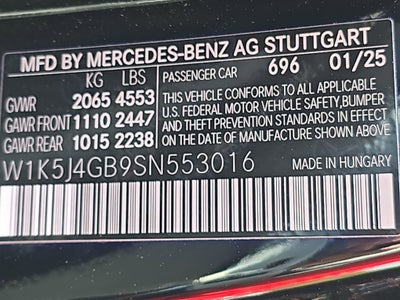 MFD BY MERCEDES-BENZ AG STUTTGART
KG LBS
PASSENGER CAR 696 01/25
GVWR 2065 4553
GAWR FRONT 1110 2447
GAWR REAR 1015 2238
THIS VEHICLE CONFORMS TO ALL APPLICABLE
U.S. FEDERAL MOTOR VEHICLE SAFETY, BUMPER
AND THEFT PREVENTION STANDARDS IN EFFECT
ON THE DATE OF MANUFACTURE SHOWN ABOVE.
W1K5J4GB9SN553016
MADE IN HUNGARY